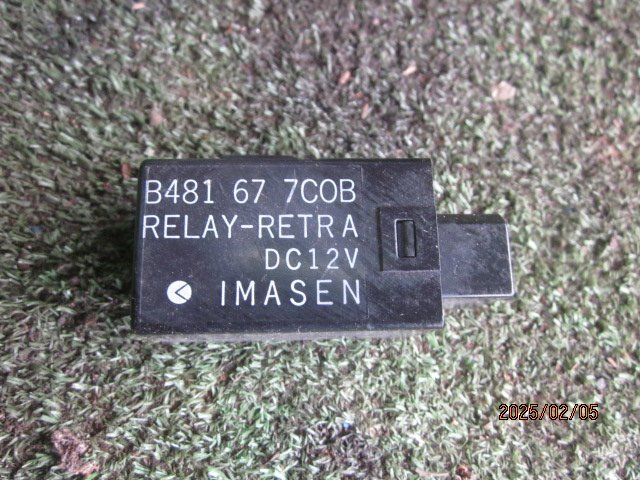 B481 67 7C0B
RELAY-RETRA
DC12V
IMASEN
2025/02/05